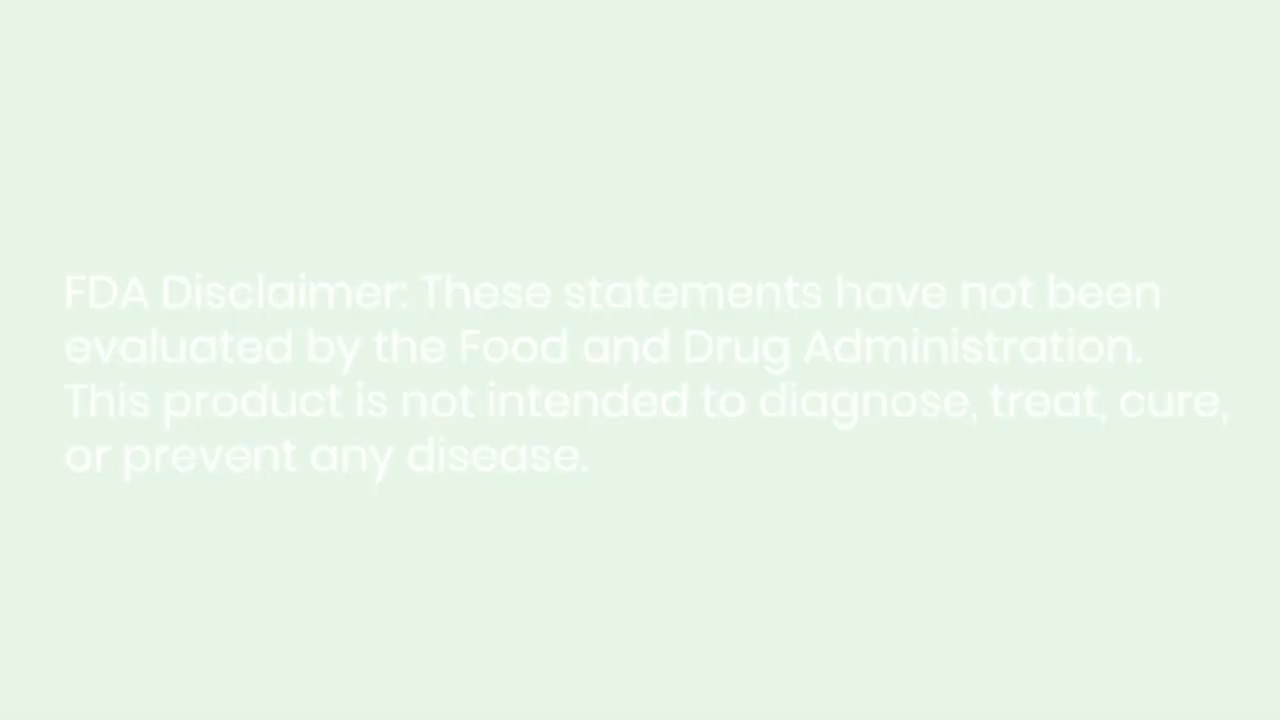 FDA Disclaimer: These statements have not been
evaluated by the Food and Drug Administration.
This product is not intended to diagnose, treat, cure,
or prevent any disease.